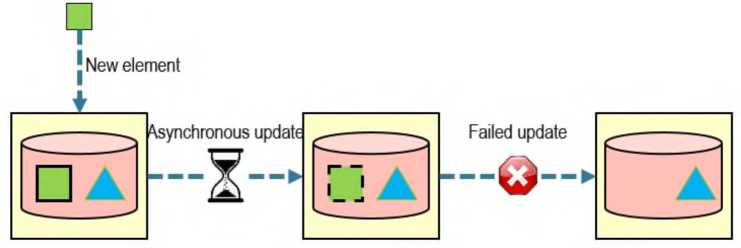 New element
Asynchronous update
Failed update